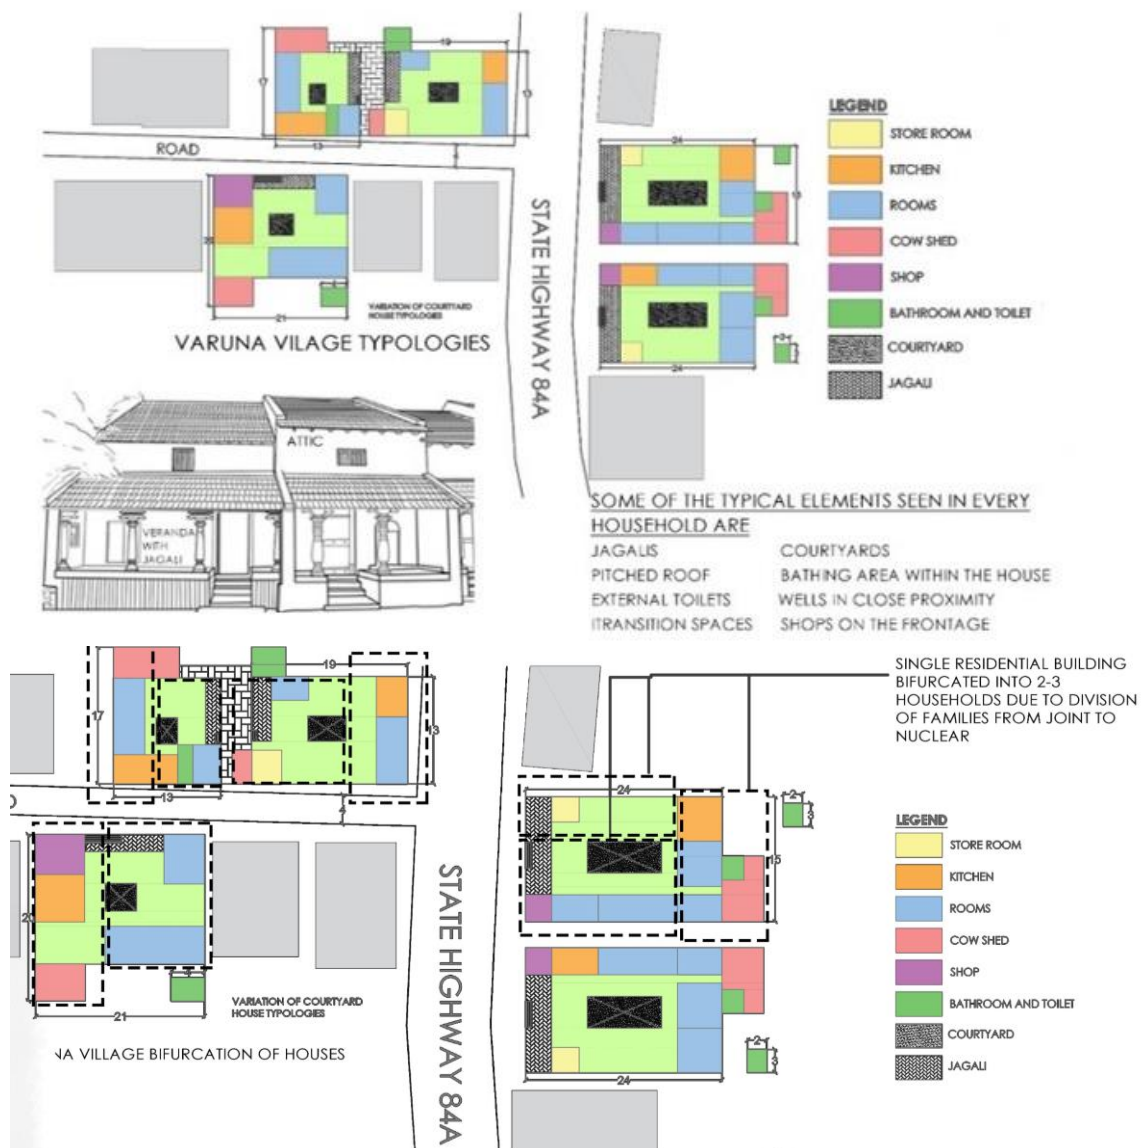 19
17
13
13
ROAD
4
LEGEND
STORE ROOM
KITCHEN
ROOMS
COW SHED
SHOP
BATHROOM AND TOILET
COURTYARD
JAGALI
24
15
20
21
VARIATION OF COURTYARD
HOUSE TYPOLOGIES
VARUNA VILAGE TYPOLOGIES
STATE HIGHWAY 84A
3
24
ATTIC
VERANDA
WITH
JAGALI
SOME OF THE TYPICAL ELEMENTS SEEN IN EVERY
HOUSEHOLD ARE
JAGALIS COURTYARDS
PITCHED ROOF BATHING AREA WITHIN THE HOUSE
EXTERNAL TOILETS WELLS IN CLOSE PROXIMITY
ITRANSITION SPACES SHOPS ON THE FRONTAGE
19
17
13
13
4
SINGLE RESIDENTIAL BUILDING
BIFURCATED INTO 2-3
HOUSEHOLDS DUE TO DIVISION
OF FAMILIES FROM JOINT TO
NUCLEAR
24
2
3
15
20
21
VARIATION OF COURTYARD
HOUSE TYPOLOGIES
NA VILLAGE BIFURCATION OF HOUSES
STATE HIGHWAY 84A
2
3
24
LEGEND
STORE ROOM
KITCHEN
ROOMS
COW SHED
SHOP
BATHROOM AND TOILET
COURTYARD
JAGALI